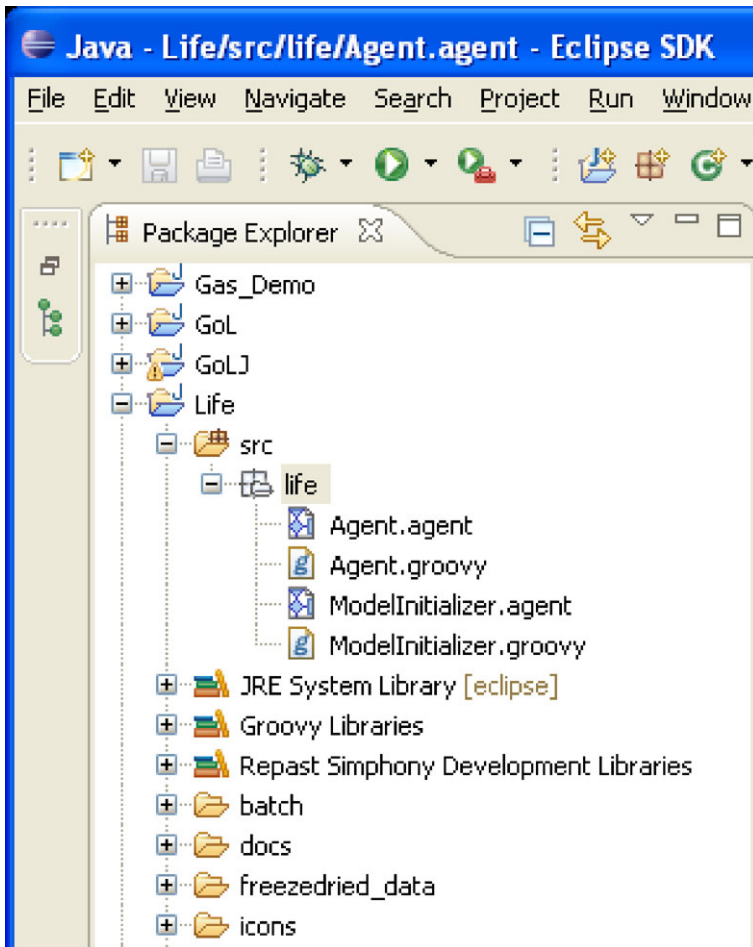 Java - Life/src/life/Agent.agent - Eclipse SDK
File Edit View Navigate Search Project Run Window
Package Explorer
Gas_Demo
GoL
GoLJ
Life
src
life
Agent.agent
Agent.groovy
ModelInitializer.agent
ModelInitializer.groovy
JRE System Library [eclipse]
Groovy Libraries
Repast Simphony Development Libraries
batch
docs
freezedried_data
icons